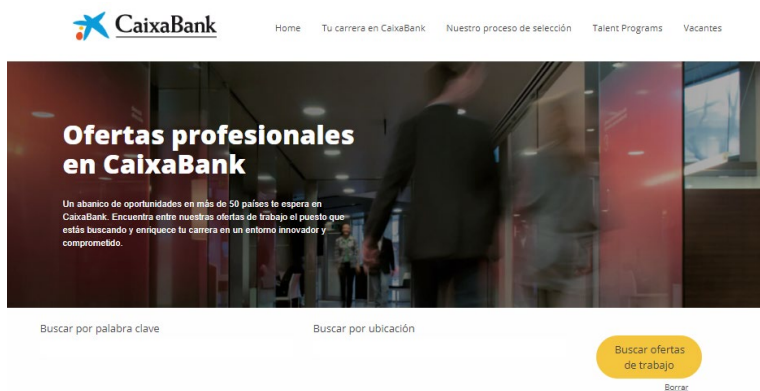 CaixaBank
Home Tu carrera en CaixaBank Nuestro proceso de selección Talent Programs Vacantes
Ofertas profesionales
en CaixaBank
Un abanico de oportunidades en más de 50 países te espera en
CaixaBank. Encuentra entre nuestras ofertas de trabajo el puesto que
estás buscando y enriquece tu carrera en un entorno innovador y
comprometido.
Buscar por palabra clave
Buscar por ubicación
Buscar ofertas
de trabajo
Borrar